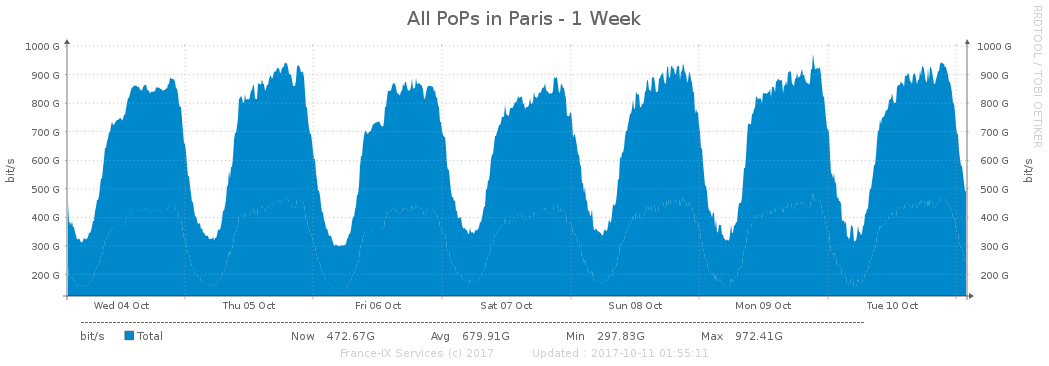 All PoPs in Paris - 1 Week
RRDTOOL / TOBI OETIKER
1000 G 1000 G
900 G 900 G
800 G 800 G
700 G 700 G
600 G 600 G
500 G 500 G
400 G 400 G
300 G 300 G
200 G 200 G
bit/s
bit/s
Wed 04 Oct Thu 05 Oct Fri 06 Oct Sat 07 Oct Sun 08 Oct Mon 09 Oct Tue 10 Oct
bit/s Total Now 472.67G Avg 679.91G Min 297.83G Max 972.41G
France-IX Services (c) 2017 Updated : 2017-10-11 01:55:11